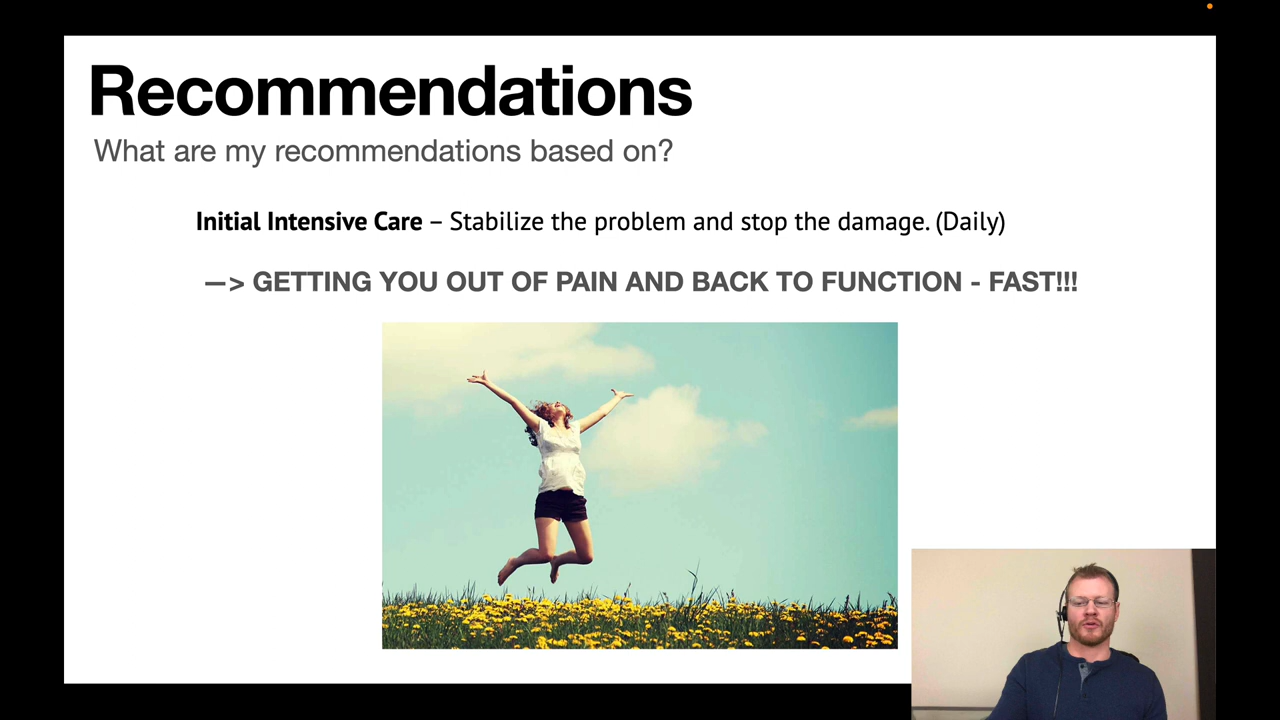 Recommendations
What are my recommendations based on?
Initial Intensive Care – Stabilize the problem and stop the damage. (Daily)
—> GETTING YOU OUT OF PAIN AND BACK TO FUNCTION - FAST!!!